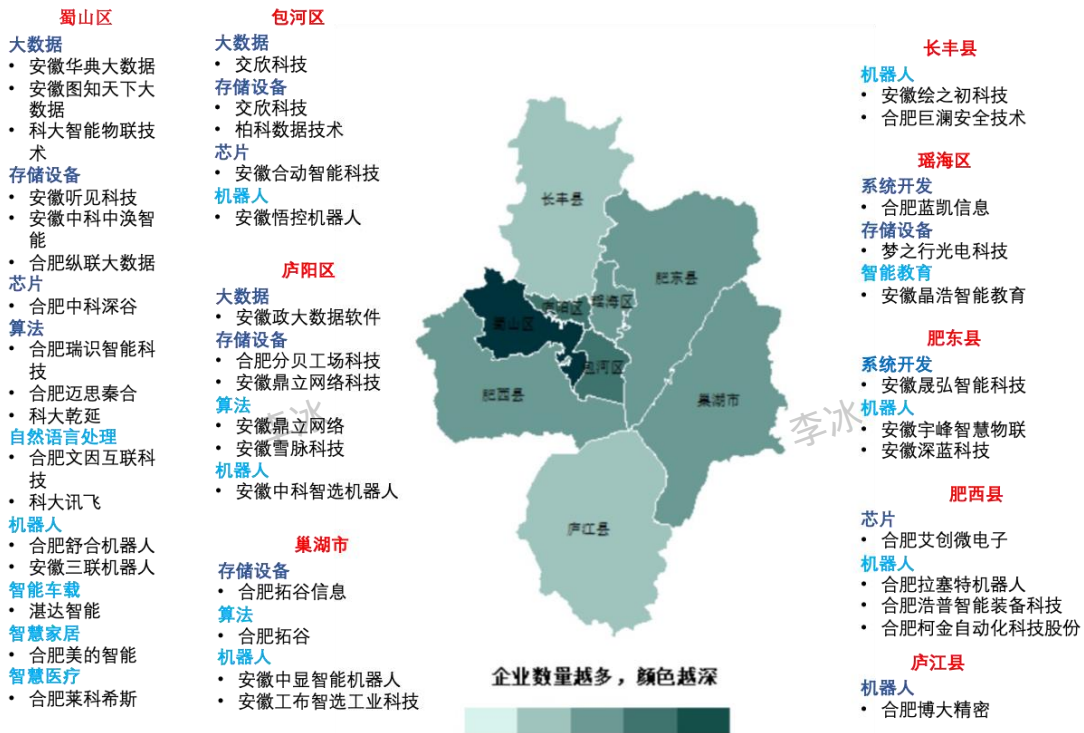 蜀山区
大数据
• 安徽华典大数据
• 安徽图知天下大
数据
• 科大智能物联技
术
存储设备
• 安徽听见科技
• 安徽中科中涣智
能
• 合肥纵联大数据
芯片
• 合肥中科深谷
算法
• 合肥瑞识智能科
技
• 合肥迈思秦合
• 科大乾延
自然语言处理
• 合肥文因互联科
技
• 科大讯飞
机器人
• 合肥舒合机器人
• 安徽三联机器人
智能车载
• 湛达智能
智慧家居
• 合肥美的智能
智慧医疗
• 合肥莱科希斯
包河区
大数据
• 交欣科技
存储设备
• 交欣科技
• 柏科数据技术
芯片
• 安徽合动智能科技
机器人
• 安徽悟控机器人
庐阳区
大数据
• 安徽政大数据软件
存储设备
• 合肥分贝工场科技
• 安徽鼎立网络科技
算法
• 安徽鼎立网络
• 安徽雪脉科技
机器人
• 安徽中科智选机器人
巢湖市
存储设备
• 合肥拓谷信息
算法
• 合肥拓谷
机器人
• 安徽中显智能机器人
• 安徽工布智选工业科技
长丰县
肥东县
瑶海区
庐阳区
蜀山区
包河区
肥西县
巢湖市
庐江县
李冰
李冰
企业数量越多，颜色越深
长丰县
机器人
• 安徽绘之初科技
• 合肥巨澜安全技术
瑶海区
系统开发
• 合肥蓝凯信息
存储设备
• 梦之行光电科技
智能教育
• 安徽晶浩智能教育
肥东县
系统开发
• 安徽晟弘智能科技
机器人
• 安徽宇峰智慧物联
• 安徽深蓝科技
肥西县
芯片
• 合肥艾创微电子
机器人
• 合肥拉塞特机器人
• 合肥浩普智能装备科技
• 合肥柯金自动化科技股份
庐江县
机器人
• 合肥博大精密